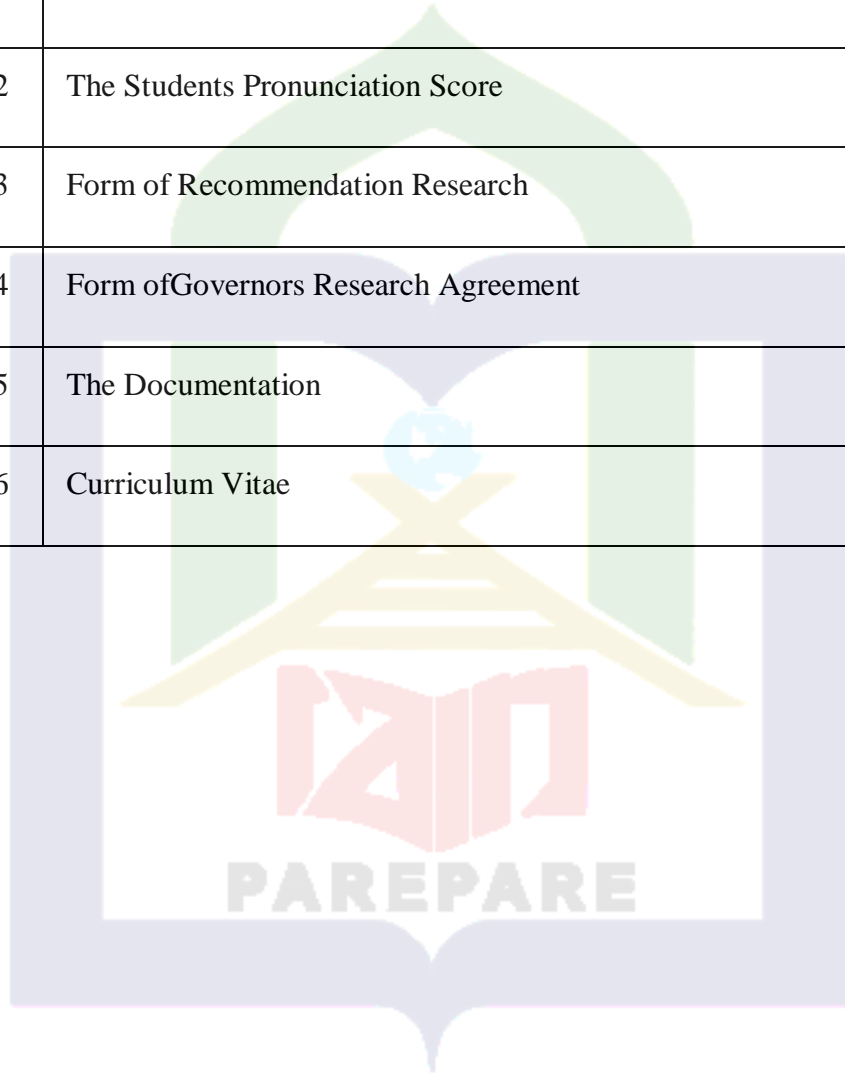 2 The Students Pronunciation Score
3 Form of Recommendation Research
4 Form ofGovernors Research Agreement
5 The Documentation
6 Curriculum Vitae
iain
PAREPARE